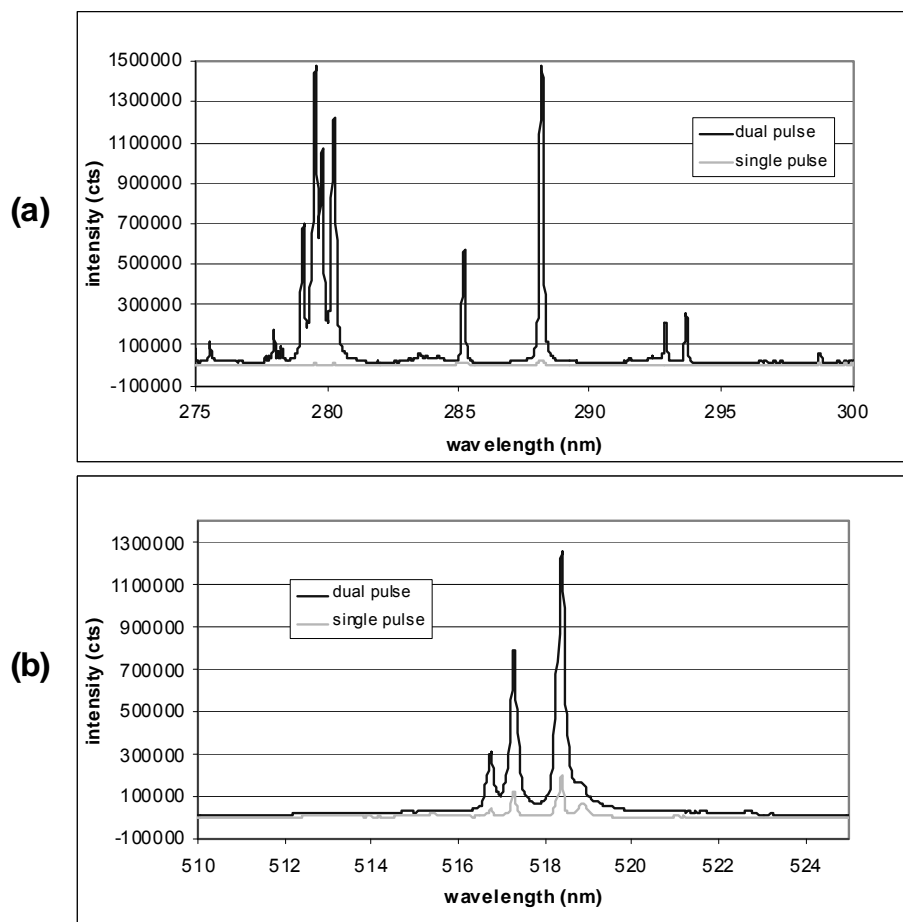 (a)
intensity (cts)
1500000
1300000
1100000
900000
700000
500000
300000
100000
-100000
dual pulse
single pulse
275 280 285 290 295 300
wavelength (nm)
(b)
intensity (cts)
1300000
1100000
900000
700000
500000
300000
100000
-100000
dual pulse
single pulse
510 512 514 516 518 520 522 524
wavelength (nm)